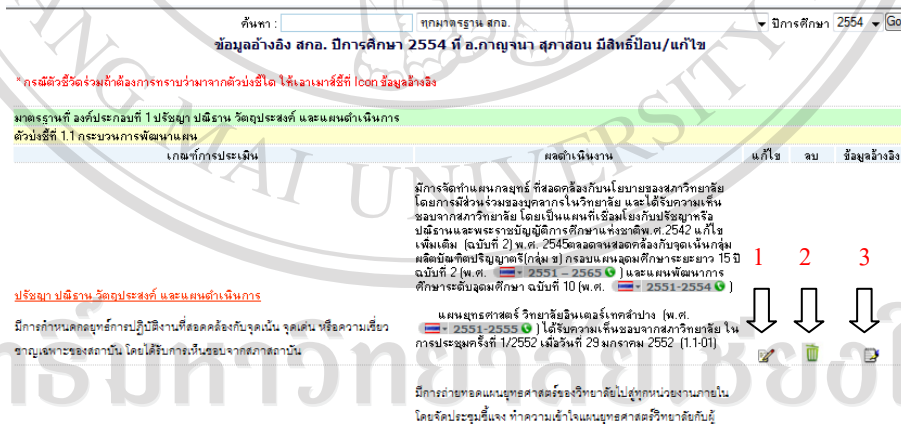 ค้นหา : ทุกมาตรฐาน สกอ. ปีการศึกษา 2554 Go
ข้อมูลอ้างอิง สกอ. ปีการศึกษา 2554 ที่ อ.กาญจนา สุภาสอน มีสิทธิ์ป้อน/แก้ไข
* กรณีตัวชี้วัดร่วมถ้าต้องการทราบว่ามาจากตัวบ่งชี้ใด ให้เอาเมาส์ชี้ที่ Icon ข้อมูลอ้างอิง
มาตรฐานที่ องค์ประกอบที่ 1 ปรัชญา ปณิธาน วัตถุประสงค์ และแผนดำเนินการ
ตัวบ่งชี้ที่ 1.1 กระบวนการพัฒนาแผน
เกณฑ์การประเมิน ผลดำเนินงาน แก้ไข ลบ ข้อมูลอ้างอิง
มีการจัดทำแผนกลยุทธ์ ที่สอดคล้องกับนโยบายของสภาวิทยาลัย
โดยการมีส่วนร่วมของบุคลากรในวิทยาลัย และได้รับความเห็น
ชอบจากสภาวิทยาลัย โดยเป็นแผนที่เชื่อมโยงกับปรัชญาหรือ
ปณิธานและพระราชบัญญัติการศึกษาแห่งชาติพ.ศ.2542 แก้ไข
เพิ่มเติม (ฉบับที่ 2) พ.ศ. 2545ตลอดจนสอดคล้องกับจุดเน้นกลุ่ม
ผลิตบัณฑิตปริญญาตรี(กลุ่ม ข) กรอบแผนอุดมศึกษาระยะยาว 15 ปี
ฉบับที่ 2 (พ.ศ. 2551 – 2565 ) และแผนพัฒนาการ
ศึกษาระดับอุดมศึกษา ฉบับที่ 10 (พ.ศ. 2551-2554 )
1 2 3
ปรัชญา ปณิธาน วัตถุประสงค์ และแผนดำเนินการ
มีการกำหนดกลยุทธ์การปฏิบัติงานที่สอดคล้องกับจุดเน้น จุดเด่น หรือความเชี่ยว
ชาญเฉพาะของสถาบัน โดยได้รับการเห็นชอบจากสภาสถาบัน
แผนยุทธศาสตร์ วิทยาลัยอินเตอร์เทคลำปาง (พ.ศ.
2551-2555 ) ได้รับความเห็นชอบจากสภาวิทยาลัย ใน
การประชุมครั้งที่ 1/2552 เมื่อวันที่ 29 มกราคม 2552 (1.1-01)
มีการถ่ายทอดแผนยุทธศาสตร์ของวิทยาลัยไปสู่ทุกหน่วยงานภายใน
โดยจัดประชุมชี้แจง ทำความเข้าใจแผนยุทธศาสตร์วิทยาลัยกับผู้